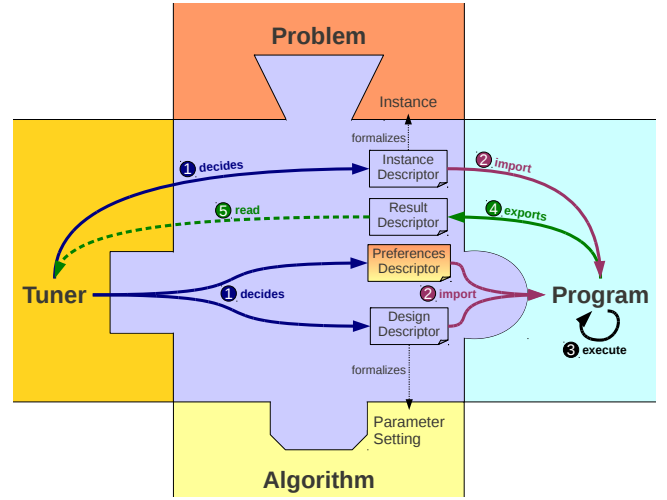 Problem
Instance
formalizes
1 decides
Instance
Descriptor
2 import
5 read
Result
Descriptor
4 exports
Preferences
Descriptor
Tuner
1 decides
2 import
Program
Design
Descriptor
3 execute
formalizes
Parameter
Setting
Algorithm